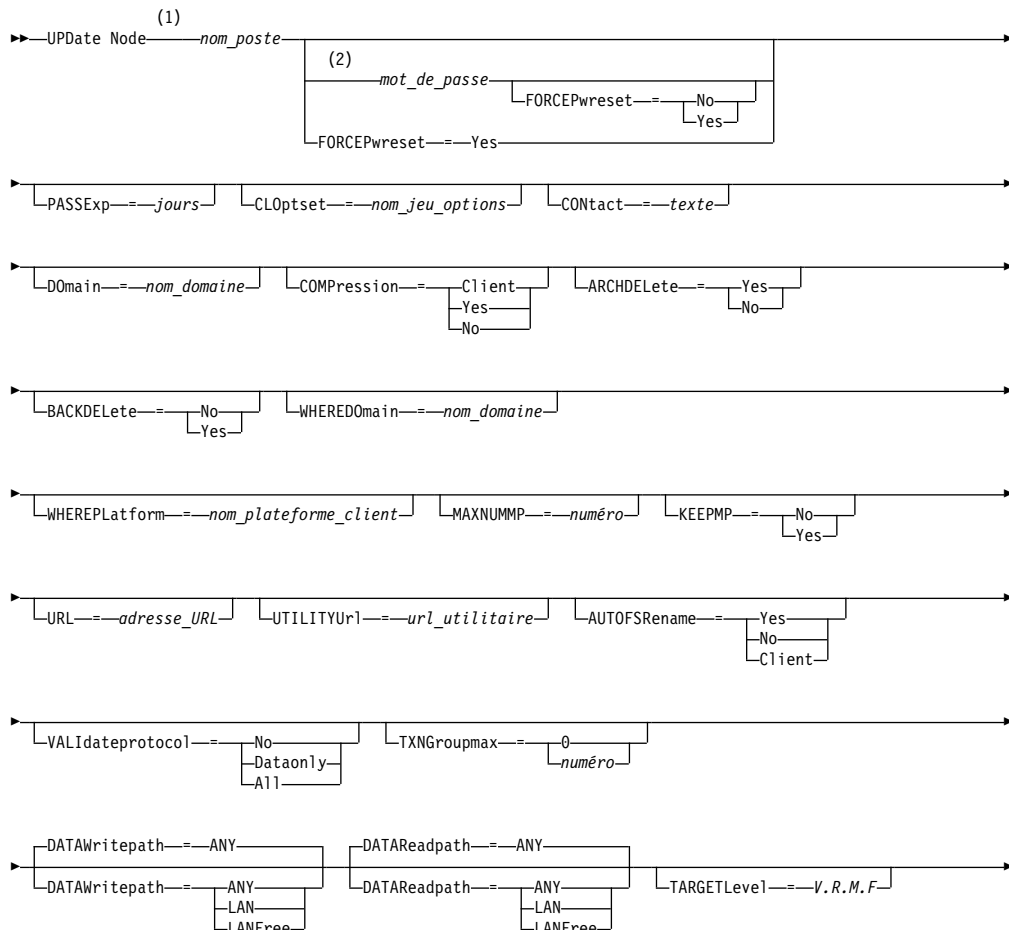 (1)
UPDate Node nom_poste
(2)
mot_de_passe
FORCEPwreset = No
Yes
FORCEPwreset = Yes
PASSExp = jours CLOptset = nom_jeu_options CONtact = texte
DOmain = nom_domaine COMPression = Client ARCHDELete = Yes
Yes No
No
BACKDELete = No WHEREDOmain = nom_domaine
Yes
WHEREPLatform = nom_plateforme_client MAXNUMMP = numéro KEEPMP = No
Yes
URL = adresse_URL UTILITYUrl = url_utilitaire AUTOFSRename = Yes
No
Client
VALIdateprotocol = No TXNGroupmax = 0
Dataonly numéro
All
DATAWritepath = ANY DATAReadpath = ANY
DATAWritepath = ANY DATAReadpath = ANY TARGETLevel = V.R.M.F
LAN LAN
LANFree LANFree